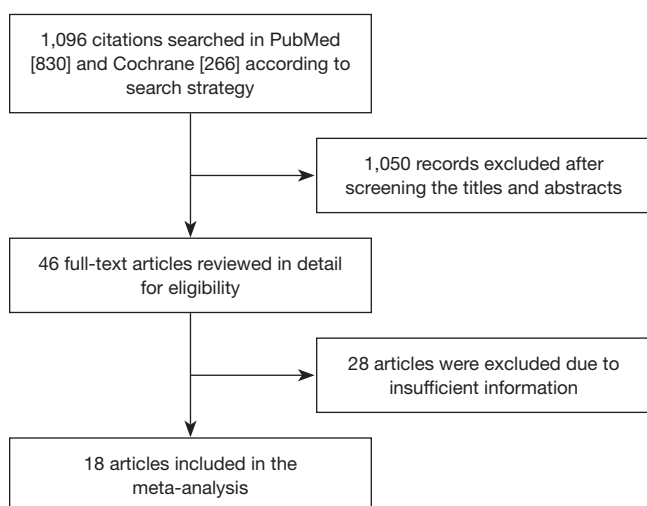 1,096 citations searched in PubMed
[830] and Cochrane [266] according to
search strategy
1,050 records excluded after
screening the titles and abstracts
46 full-text articles reviewed in detail
for eligibility
28 articles were excluded due to
insufficient information
18 articles included in the
meta-analysis